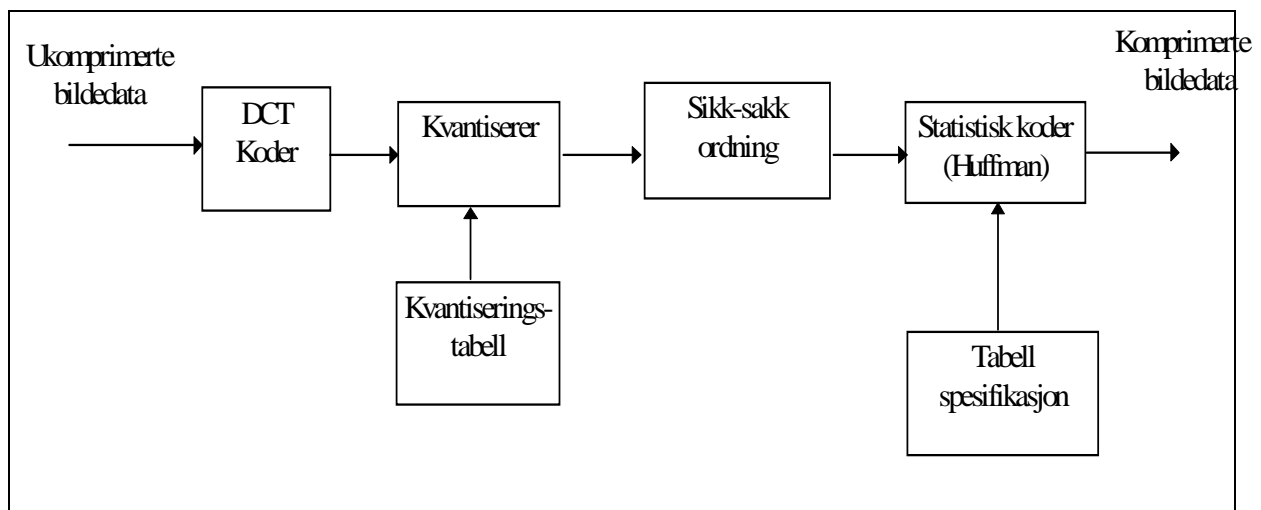 Ukomprimerte
bildedata
DCT
Koder
Kvantiserer
Sikk-sakk
ordning
Statistisk koder
(Huffman)
Komprimerte
bildedata
Kvantiserings-
tabell
Tabell
spesifikasjon